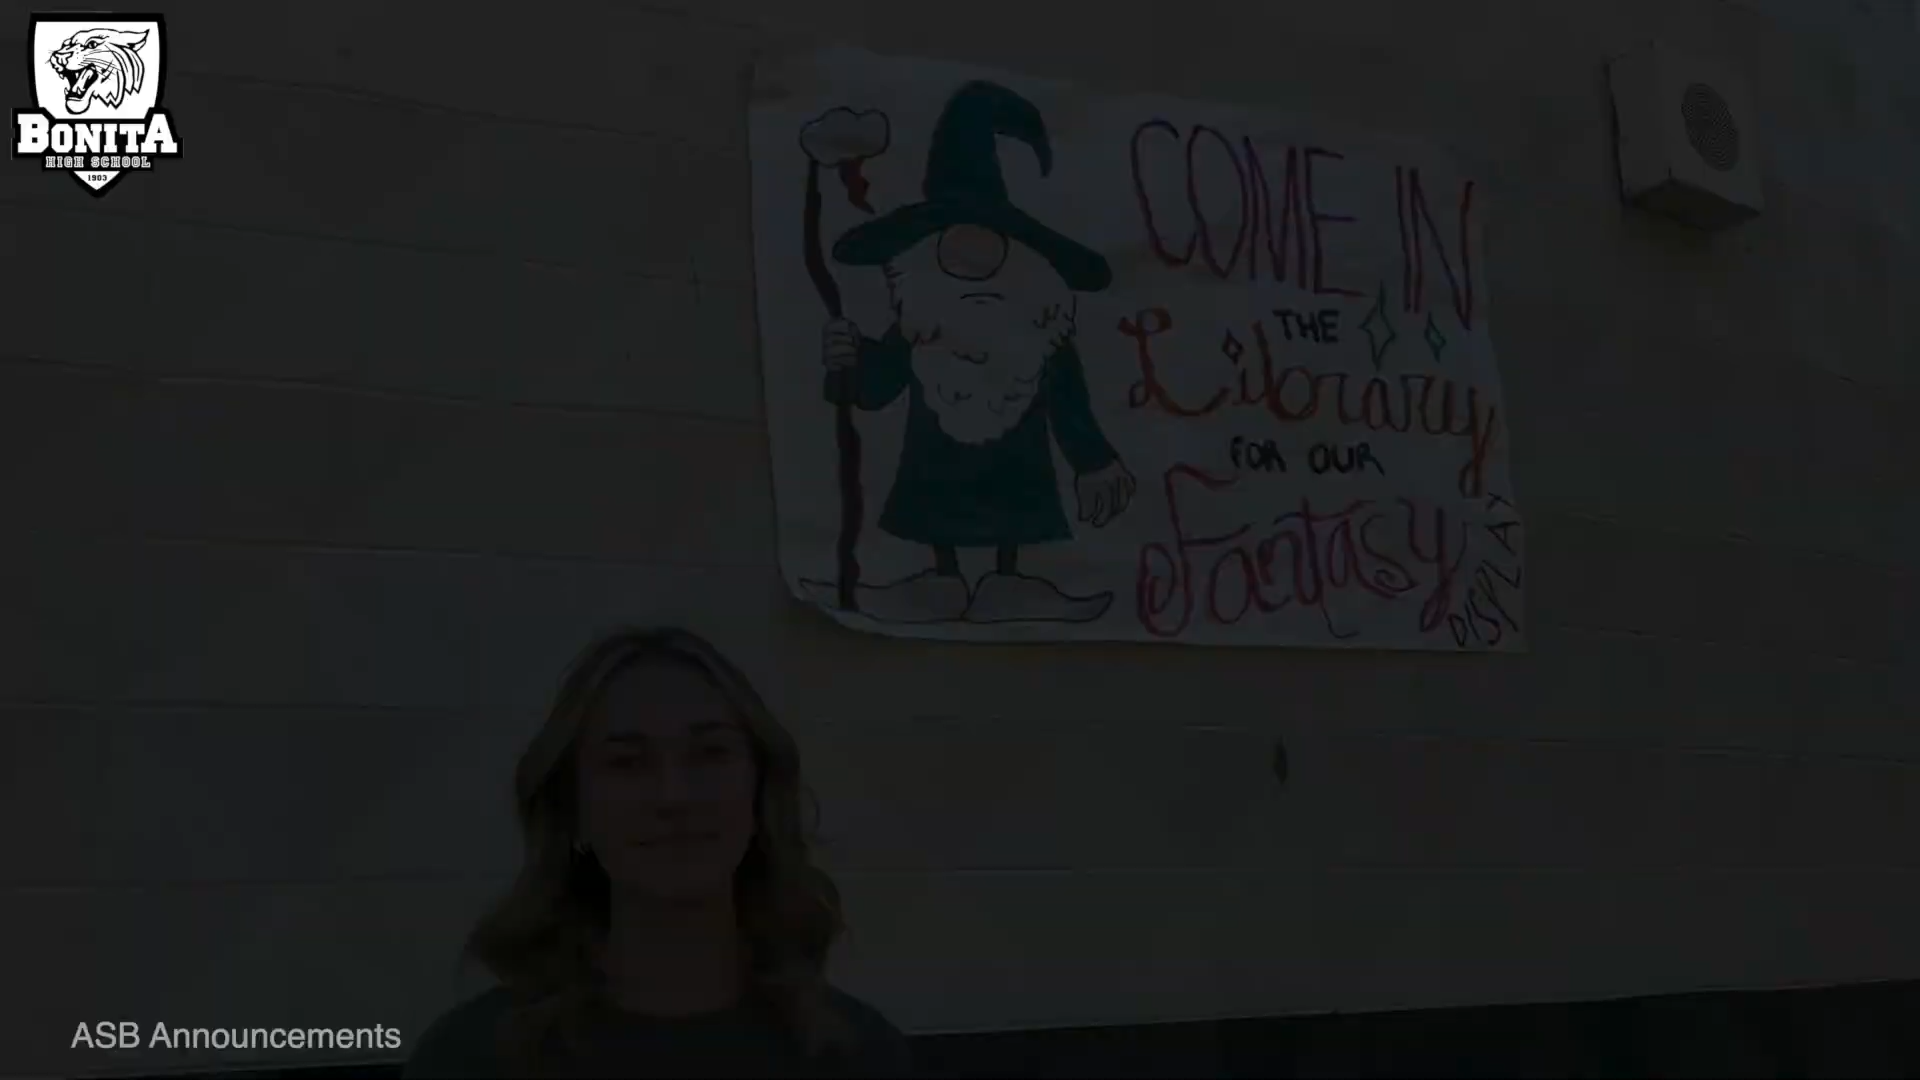 BONITA
HIGH SCHOOL
1903
COME IN
THE
Library
FOR OUR
Fantasy
DISPLAY
ASB Announcements